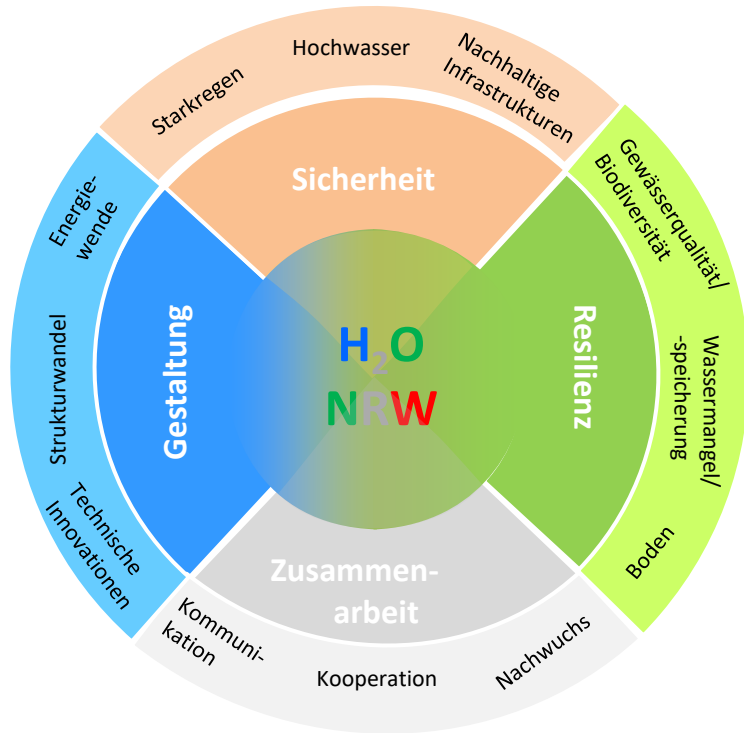 Hochwasser
Starkregen
Nachhaltige
Infrastrukturen
Sicherheit
Gewässerqualität/
Biodiversität
Wassermangel/
-speicherung
Boden
Resilienz
Nachwuchs
Kooperation
Kommuni-
kation
Zusammen-
arbeit
Technische
Innovationen
Strukturwandel
Energie-
wende
Gestaltung
H₂O
NRW